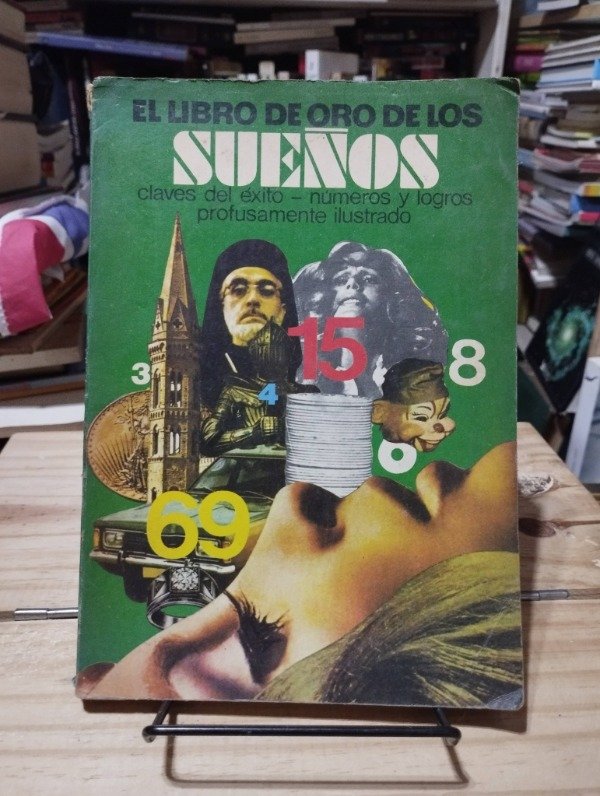 EL LIBRO DE ORO DE LOS
SUEÑOS
claves del éxito – números y logros
profusamente ilustrado
15
3
8
4
6
69